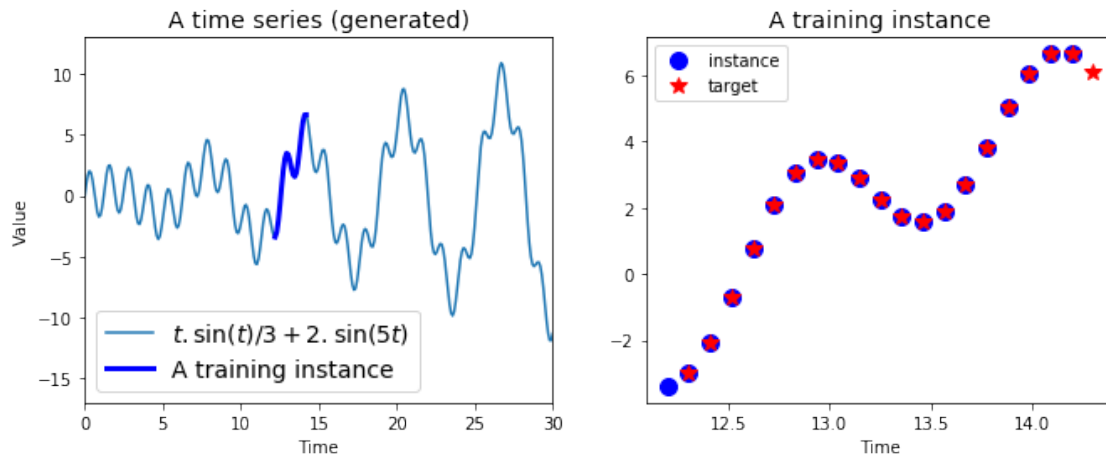 A time series (generated)
10
5
0
−5
−10
−15
Value
t.sin(t)/3 + 2.sin(5t)
A training instance
0 5 10 15 20 25 30
Time
A training instance
instance
target
6
4
2
0
−2
12.5 13.0 13.5 14.0
Time